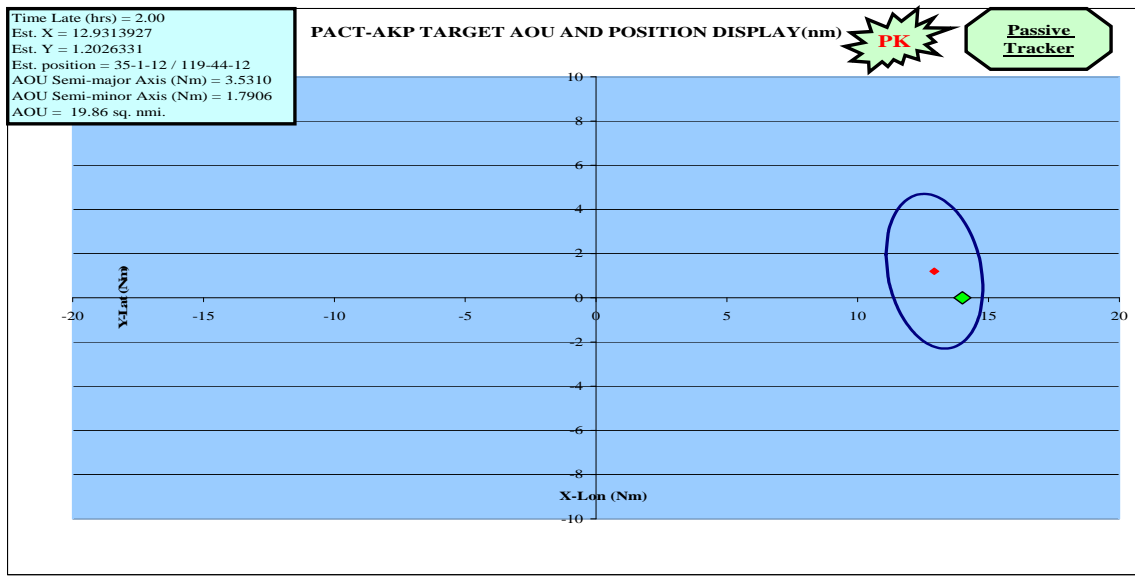 Time Late (hrs) = 2.00
Est. X = 12.9313927
Est. Y = 1.2026331
Est. position = 35-1-12 / 119-44-12
AOU Semi-major Axis (Nm) = 3.5310
AOU Semi-minor Axis (Nm) = 1.7906
AOU =  19.86 sq. nmi.
PACT-AKP TARGET AOU AND POSITION DISPLAY(nm)
PK
Passive
Tracker
10
8
6
4
2
0
-2
-4
-6
-8
-10
-20
-15
-10
-5
0
5
10
15
20
Y-Lat (Nm)
X-Lon (Nm)